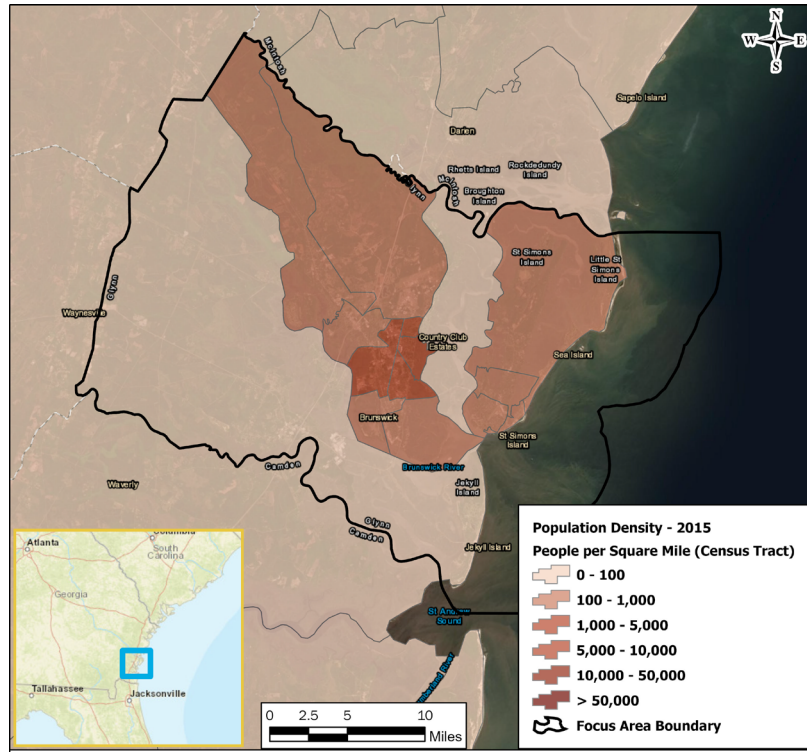 N
W E
S
McIntosh
Sapelo Island
Darien
Rhetts Island
Rockdedundy
Island
McIntosh
Glynn
Broughton
Island
St Simons
Island
Little St
Simons
Island
Glynn
Waynesville
Country Club
Estates
Sea Island
Brunswick
St Simons
Island
Brunswick River
Camden
Waverly
Jekyll
Island
Glynn
Camden
Jekyll Island
St Andrew
Sound
Columbia
Atlanta
South
Carolina
Georgia
Tallahassee
Jacksonville
0 2.5 5 10
Miles
Population Density - 2015
People per Square Mile (Census Tract)
0 - 100
100 - 1,000
1,000 - 5,000
5,000 - 10,000
10,000 - 50,000
> 50,000
Focus Area Boundary